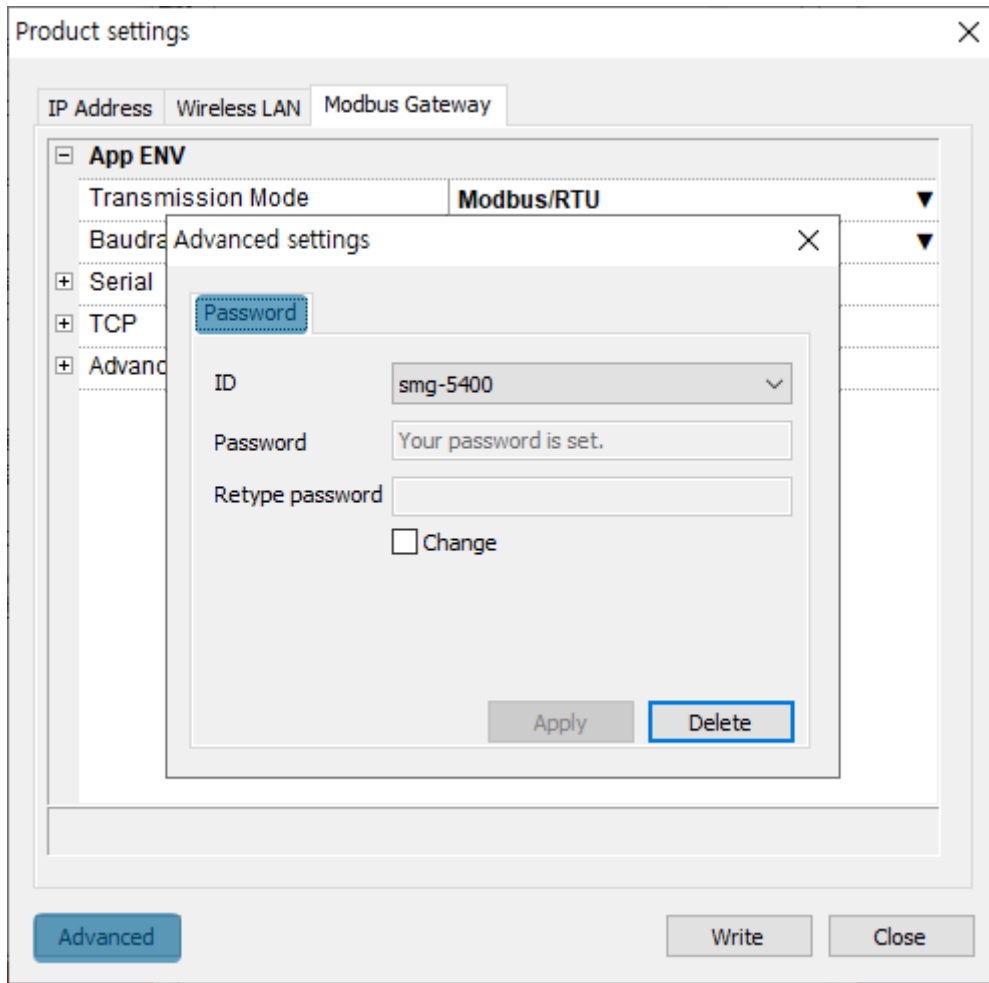 Product settings
IP Address
Wireless LAN
Modbus Gateway
App ENV
Transmission Mode
Modbus/RTU
Baudra
Serial
TCP
Advanc
Advanced settings
Password
ID
smg-5400
Password
Your password is set.
Retype password
Change
Apply
Delete
Advanced
Write
Close